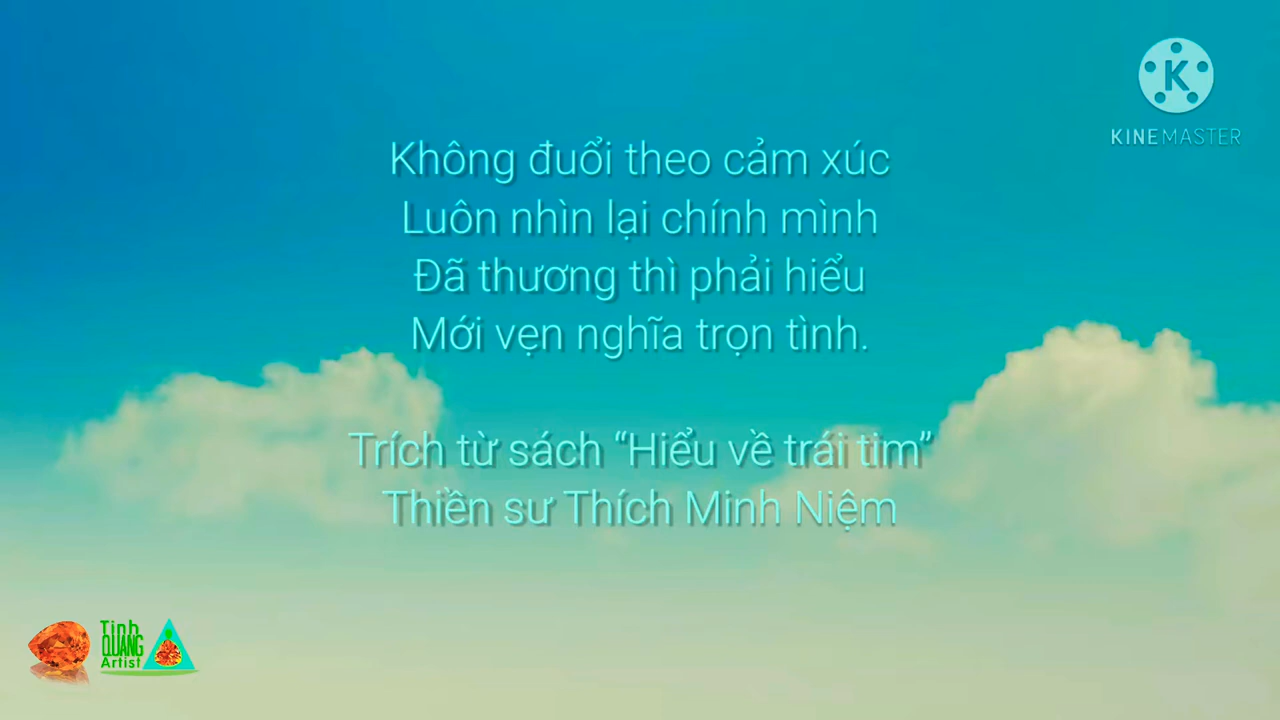 KINEMASTER
Không đuổi theo cảm xúc
Luôn nhìn lại chính mình
Đã thương thì phải hiểu
Mới vẹn nghĩa trọn tình.
Trích từ sách “Hiểu về trái tim”
Thiền sư Thích Minh Niệm
Tinh
QUANG
Artist